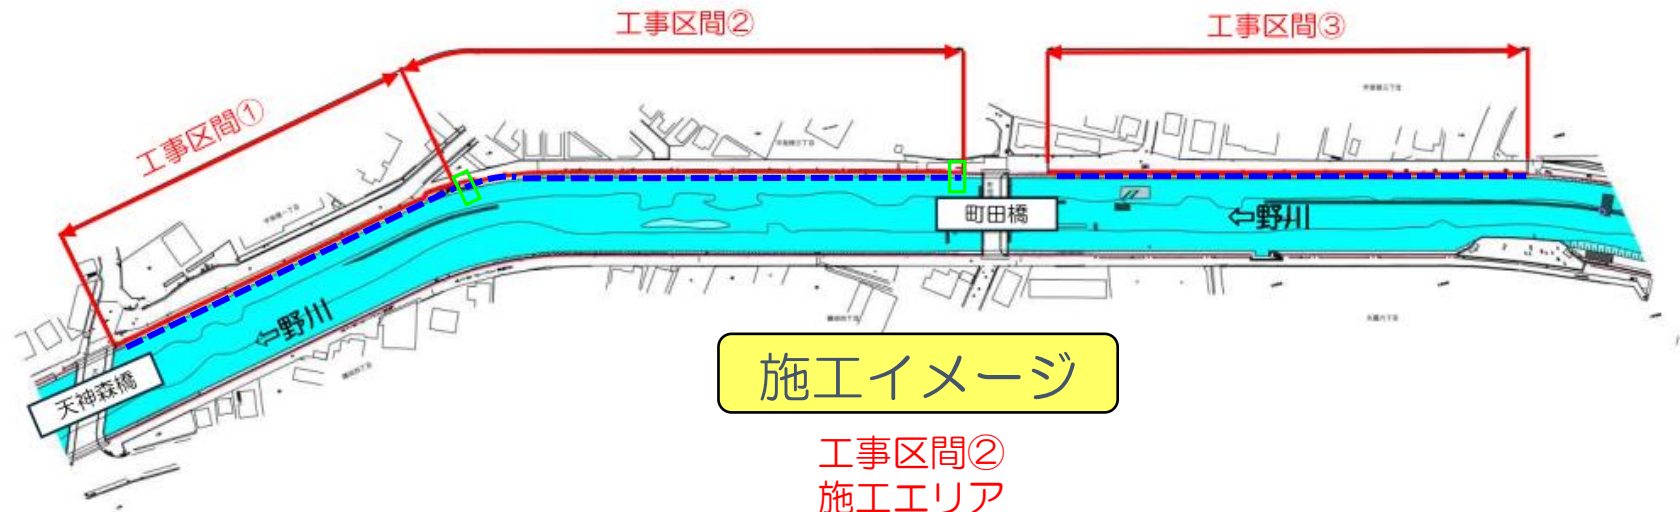 工事区間②
工事区間③
工事区間①
町田橋
⇦野川
⇦野川
天神森橋
施工イメージ
工事区間②
施工エリア